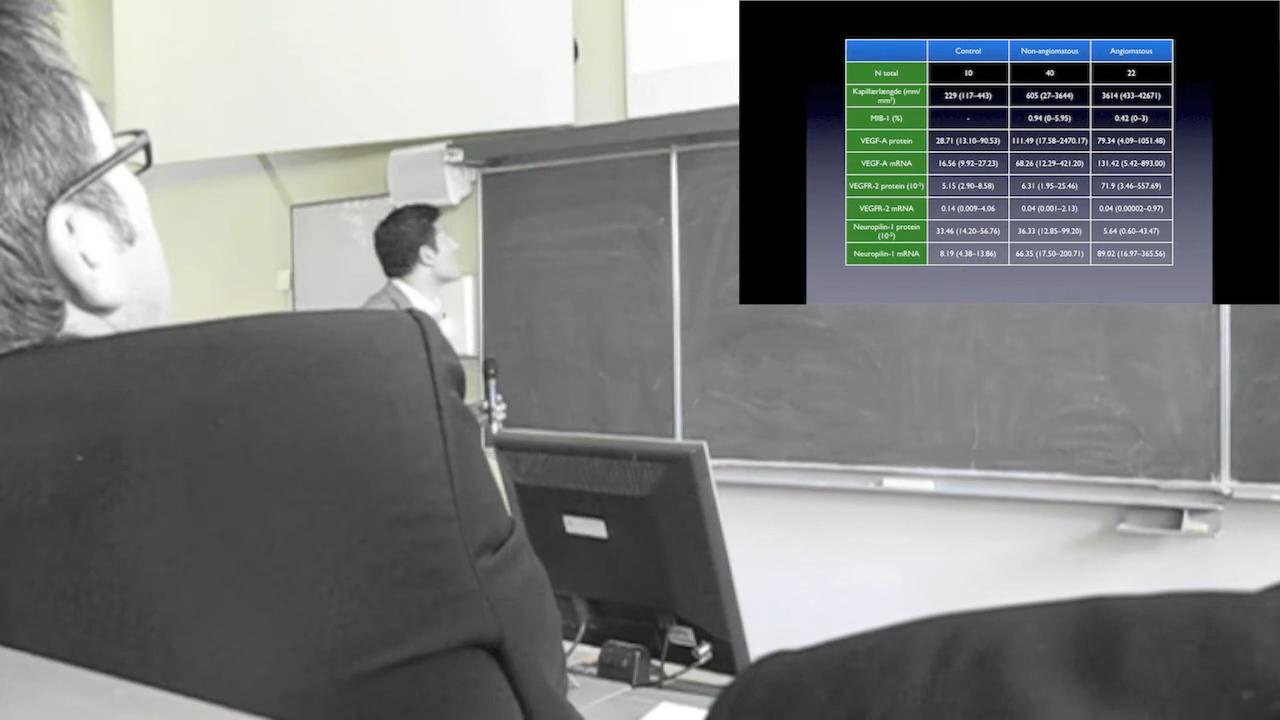 Control Non-angiomatous Angiomatous
N total 10 40 22
Kapillærlængde (mm/
mm³) 229 (117–443) 605 (27–3644) 3614 (433–42671)
MIB-1 (%) - 0.94 (0–5.95) 0.42 (0–3)
VEGF-A protein 28.71 (13.10–90.53) 111.49 (17.58–2470.17) 79.34 (4.09–1051.48)
VEGF-A mRNA 16.56 (9.92–27.23) 68.26 (12.29–421.20) 131.42 (5.42–893.00)
VEGFR-2 protein (10⁻³) 5.15 (2.90–8.58) 6.31 (1.95–25.46) 71.9 (3.46–557.69)
VEGFR-2 mRNA 0.14 (0.009–4.06 0.04 (0.001–2.13) 0.04 (0.00002–0.97)
Neuropilin-1 protein
(10⁻³) 33.46 (14.20–56.76) 36.33 (12.85–99.20) 5.64 (0.60–43.47)
Neuropilin-1 mRNA 8.19 (4.38–13.86) 66.35 (17.50–200.71) 89.02 (16.97–365.56)